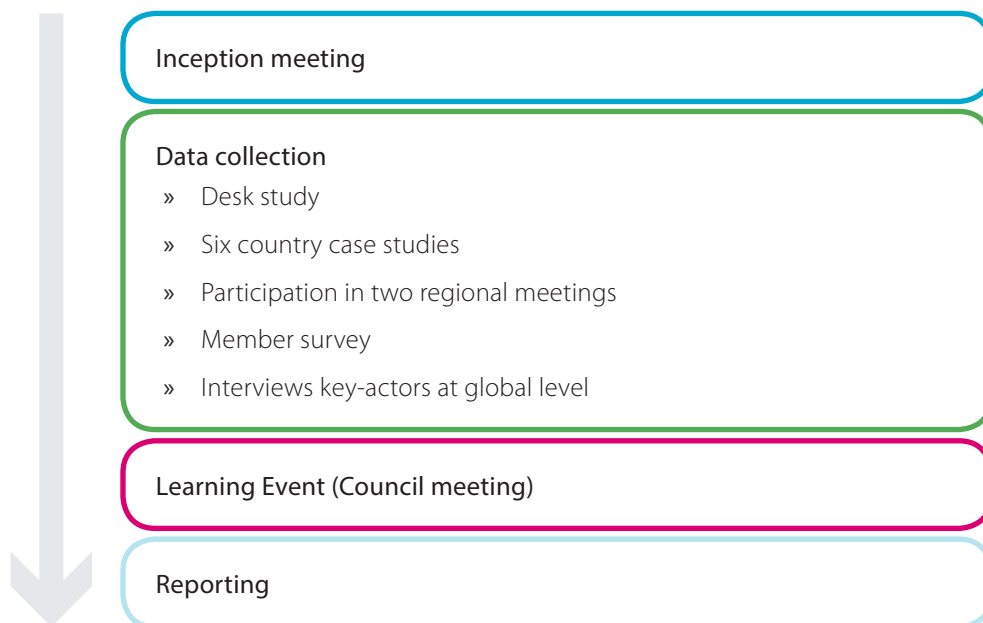 Inception meeting
Data collection
» Desk study
» Six country case studies
» Participation in two regional meetings
» Member survey
» Interviews key-actors at global level
Learning Event (Council meeting)
Reporting